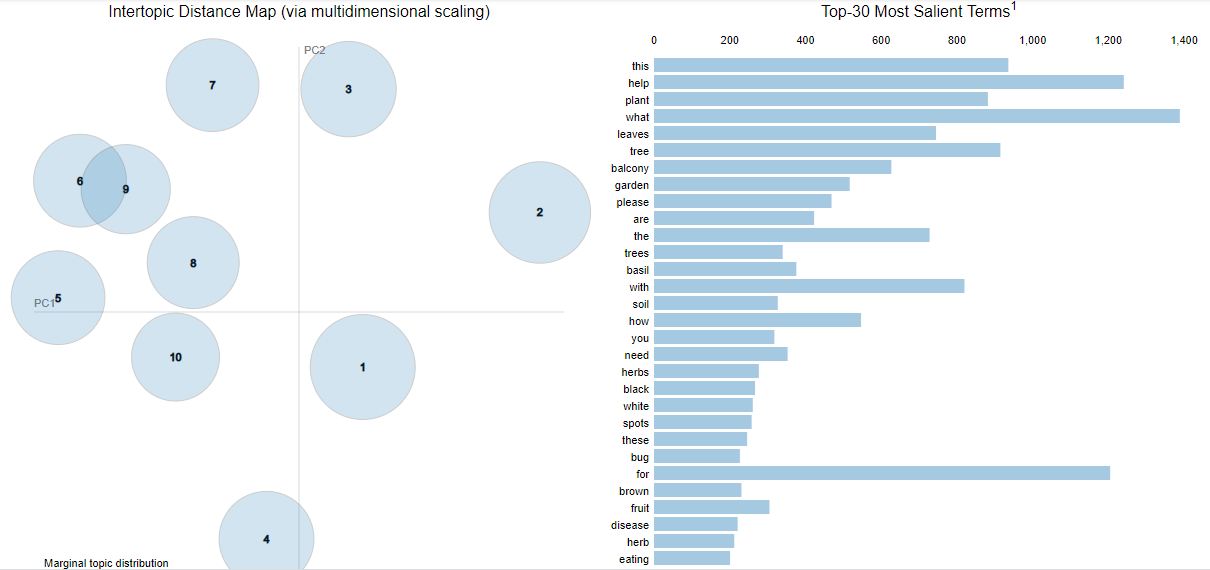 Intertopic Distance Map (via multidimensional scaling)
PC2
7
3
6
9
2
8
PC1
5
10
1
4
Marginal topic distribution
Top-30 Most Salient Terms1
0 200 400 600 800 1,000 1,200 1,400
this
help
plant
what
leaves
tree
balcony
garden
please
are
the
trees
basil
with
soil
how
you
need
herbs
black
white
spots
these
bug
for
brown
fruit
disease
herb
eating